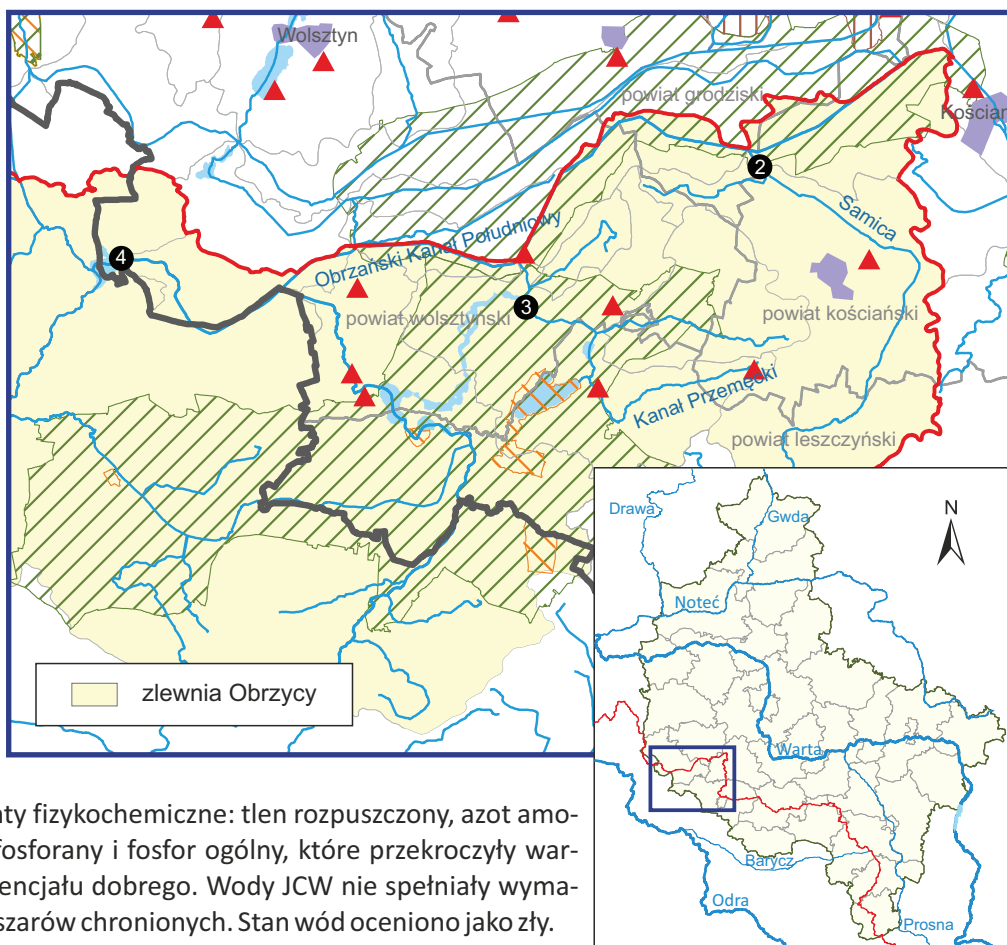 Wolsztyn
powiat grodziski
Kościan
2
Samica
4
Obrzański Kanał Południowy
3
powiat wolsztyński
powiat kościański
Kanał Przemęcki
powiat leszczyński
zlewnia Obrzycy
Drawa
Gwda
N
Noteć
Warta
Barycz
Odra
Prosna
ty fizykochemiczne: tlen rozpuszczony, azot amo-
fosforany i fosfor ogólny, które przekroczyły war-
encjału dobrego. Wody JCW nie spełniały wyma-
szarów chronionych. Stan wód oceniono jako zły.